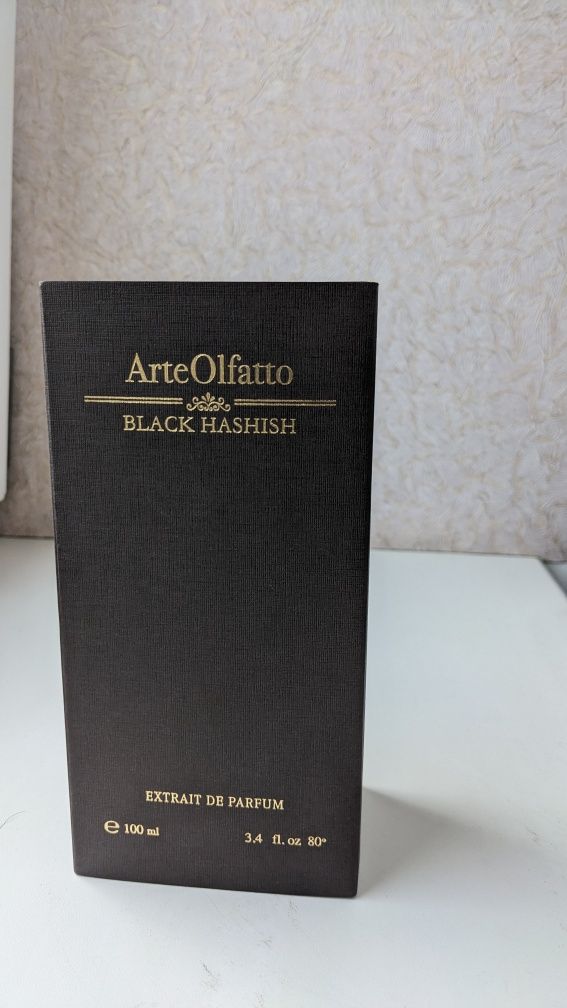 ArteOlfatto
BLACK HASHISH
EXTRAIT DE PARFUM
℮ 100 ml 3.4 fl. oz 80°